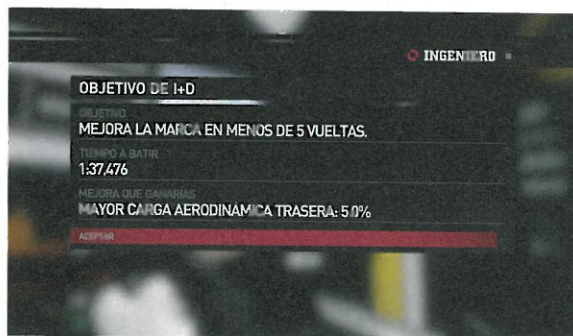 INGENIERO
OBJETIVO DE I+D
OBJETIVO
MEJORA LA MARCA EN MENOS DE 5 VUELTAS.
TIEMPO A BATIR
1:37,476
MEJORA QUE GANARÍAS
MAYOR CARGA AERODINÁMICA TRASERA: 5.0%
ACEPTAR